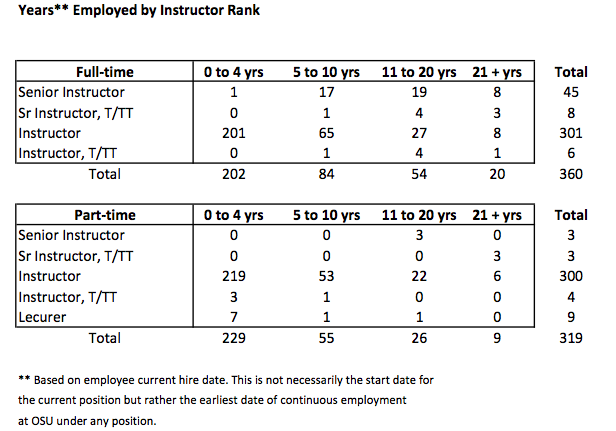 Years** Employed by Instructor Rank
Full-time 0 to 4 yrs 5 to 10 yrs 11 to 20 yrs 21 + yrs Total
Senior Instructor 1 17 19 8 45
Sr Instructor, T/TT 0 1 4 3 8
Instructor 201 65 27 8 301
Instructor, T/TT 0 1 4 1 6
Total 202 84 54 20 360
Part-time 0 to 4 yrs 5 to 10 yrs 11 to 20 yrs 21 + yrs Total
Senior Instructor 0 0 3 0 3
Sr Instructor, T/TT 0 0 0 3 3
Instructor 219 53 22 6 300
Instructor, T/TT 3 1 0 0 4
Lecurer 7 1 1 0 9
Total 229 55 26 9 319
** Based on employee current hire date. This is not necessarily the start date for
the current position but rather the earliest date of continuous employment
at OSU under any position.